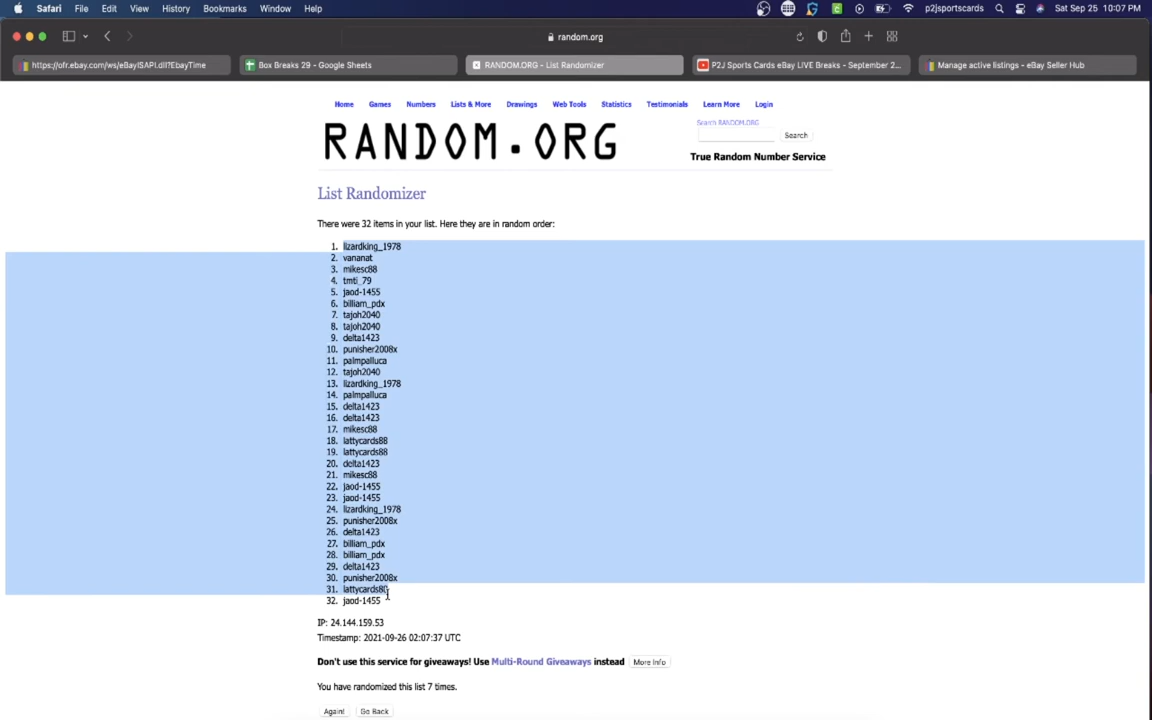 Safari File Edit View History Bookmarks Window Help p2jsportscards Sat Sep 25 10:07 PM
random.org
https://ofr.ebay.com/ws/eBayISAPI.dll?EbayTime Box Breaks 29 – Google Sheets RANDOM.ORG - List Randomizer P2J Sports Cards eBay LIVE Breaks - September 2... Manage active listings - eBay Seller Hub
Home Games Numbers Lists & More Drawings Web Tools Statistics Testimonials Learn More Login
Search RANDOM.ORG
RANDOM.ORG
Search
True Random Number Service
List Randomizer
There were 32 items in your list. Here they are in random order:
1. lizardking_1978
2. vananat
3. mikesc88
4. tmti_79
5. jaod-1455
6. billiam_pdx
7. tajoh2040
8. tajoh2040
9. delta1423
10. punisher2008x
11. palmpalluca
12. tajoh2040
13. lizardking_1978
14. palmpalluca
15. delta1423
16. delta1423
17. mikesc88
18. lattycards88
19. lattycards88
20. delta1423
21. mikesc88
22. jaod-1455
23. jaod-1455
24. lizardking_1978
25. punisher2008x
26. delta1423
27. billiam_pdx
28. billiam_pdx
29. delta1423
30. punisher2008x
31. lattycards88
32. jaod-1455
IP: 24.144.159.53
Timestamp: 2021-09-26 02:07:37 UTC
Don't use this service for giveaways! Use Multi-Round Giveaways instead More Info
You have randomized this list 7 times.
Again! Go Back